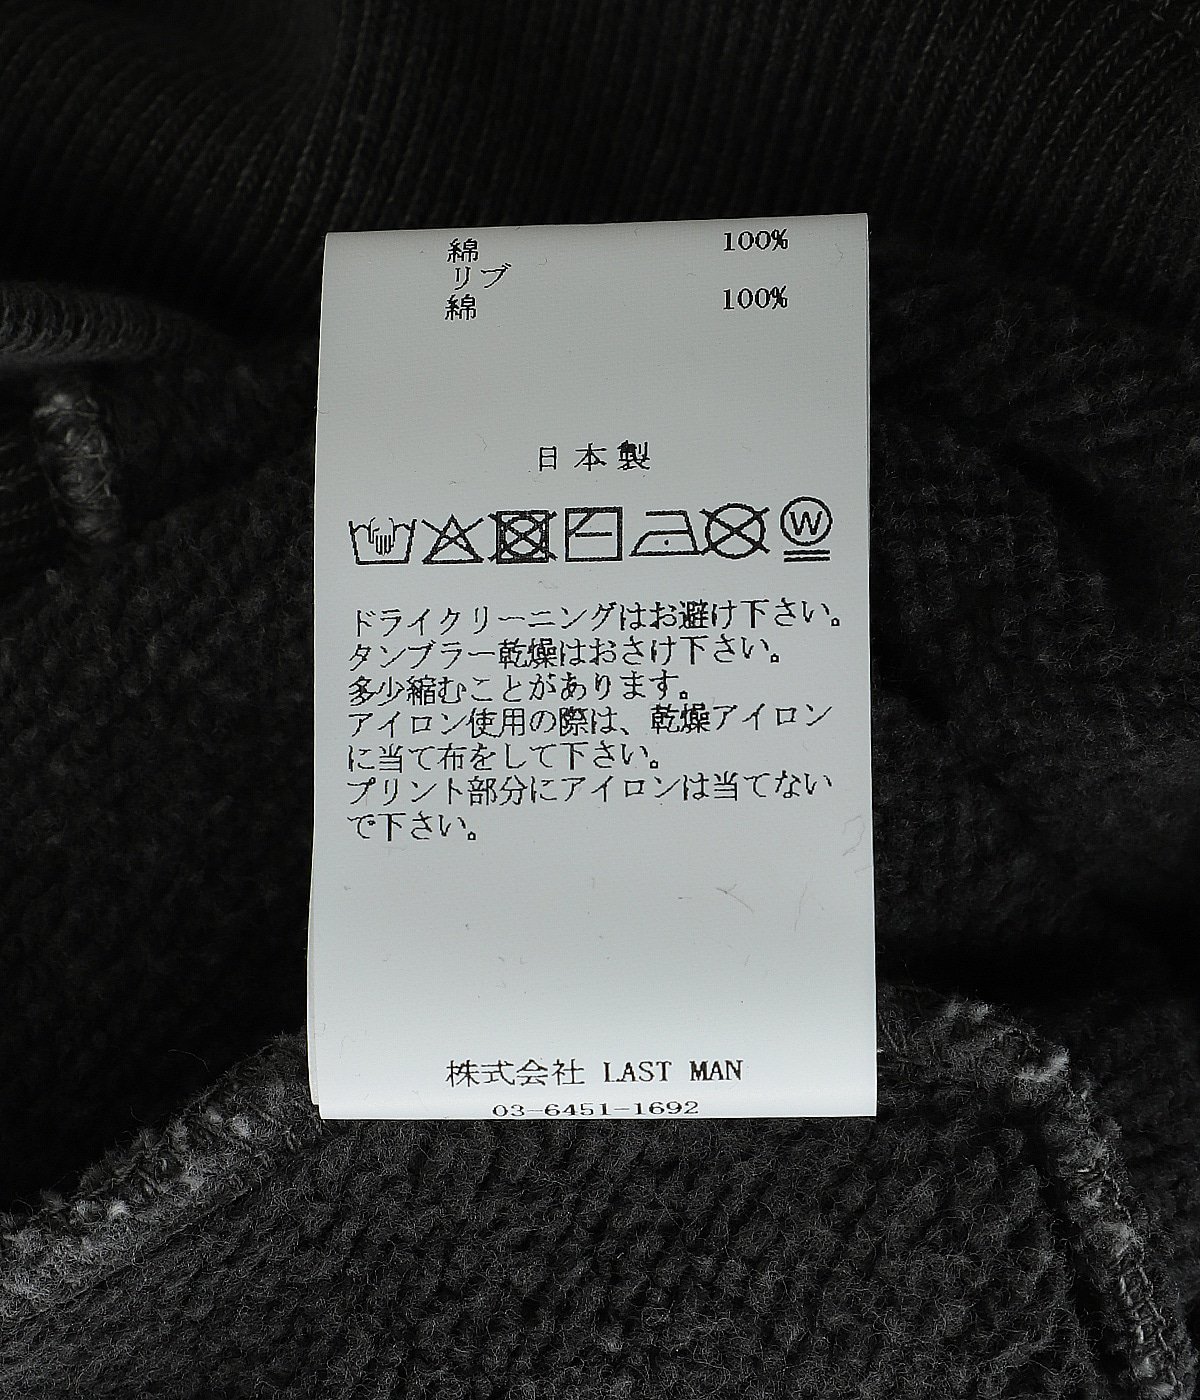 綿 100%
リブ
綿 100%
日本製
W
ドライクリーニングはお避け下さい。
タンブラー乾燥はおさけ下さい。
多少縮むことがあります。
アイロン使用の際は、乾燥アイロン
に当て布をして下さい。
プリント部分にアイロンは当てない
で下さい。
株式会社 LAST MAN
03-6451-1692